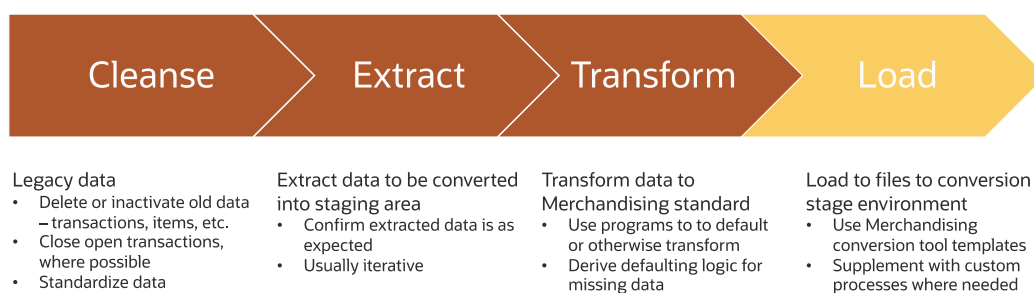 Cleanse
Extract
Transform
Load
Legacy data
• Delete or inactivate old data
– transactions, items, etc.
• Close open transactions,
where possible
• Standardize data
Extract data to be converted
into staging area
• Confirm extracted data is as
expected
• Usually iterative
Transform data to
Merchandising standard
• Use programs to to default
or otherwise transform
• Derive defaulting logic for
missing data
Load to files to conversion
stage environment
• Use Merchandising
conversion tool templates
• Supplement with custom
processes where needed